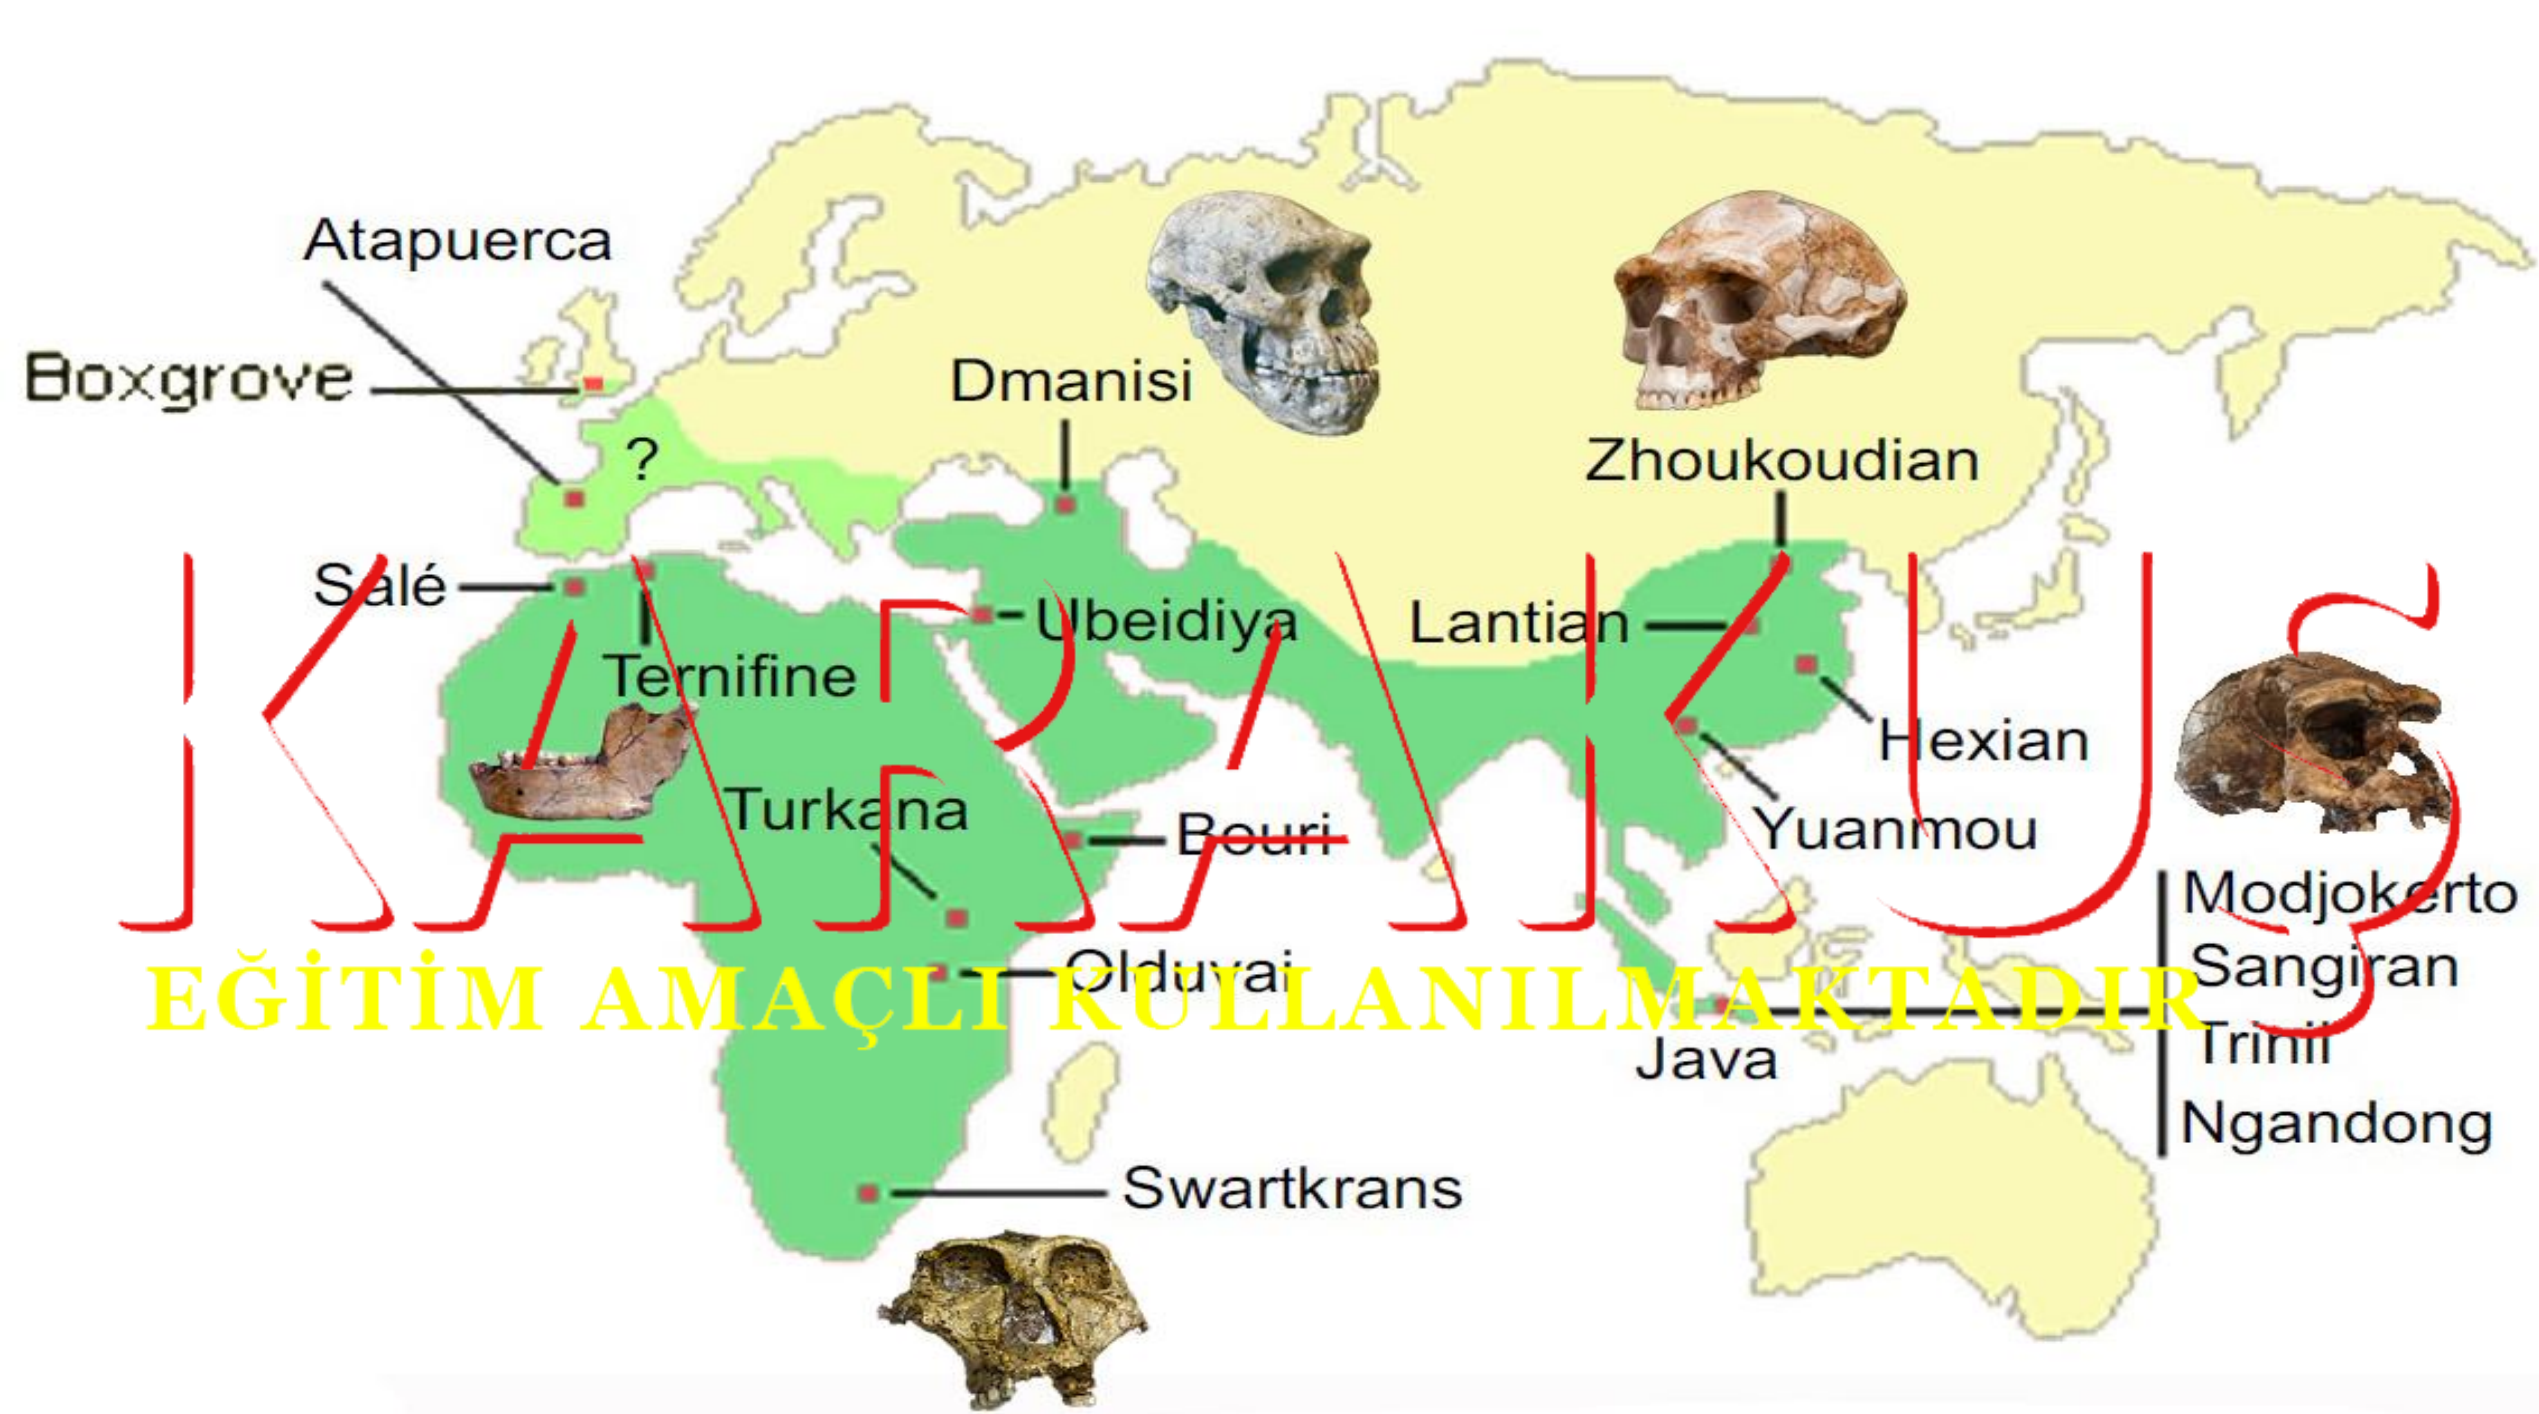 Atapuerca
Boxgrove
Dmanisi
?
Zhoukoudian
Salé
Ubeidiya
Lantian
Ternifine
Hexian
Turkana
Bouri
Yuanmou
KARAKUŞ
Modjokerto
Olduvai
Sangiran
EĞİTİM AMAÇLI KULLANILMAKTADIR
Java
Trinil
Ngandong
Swartkrans